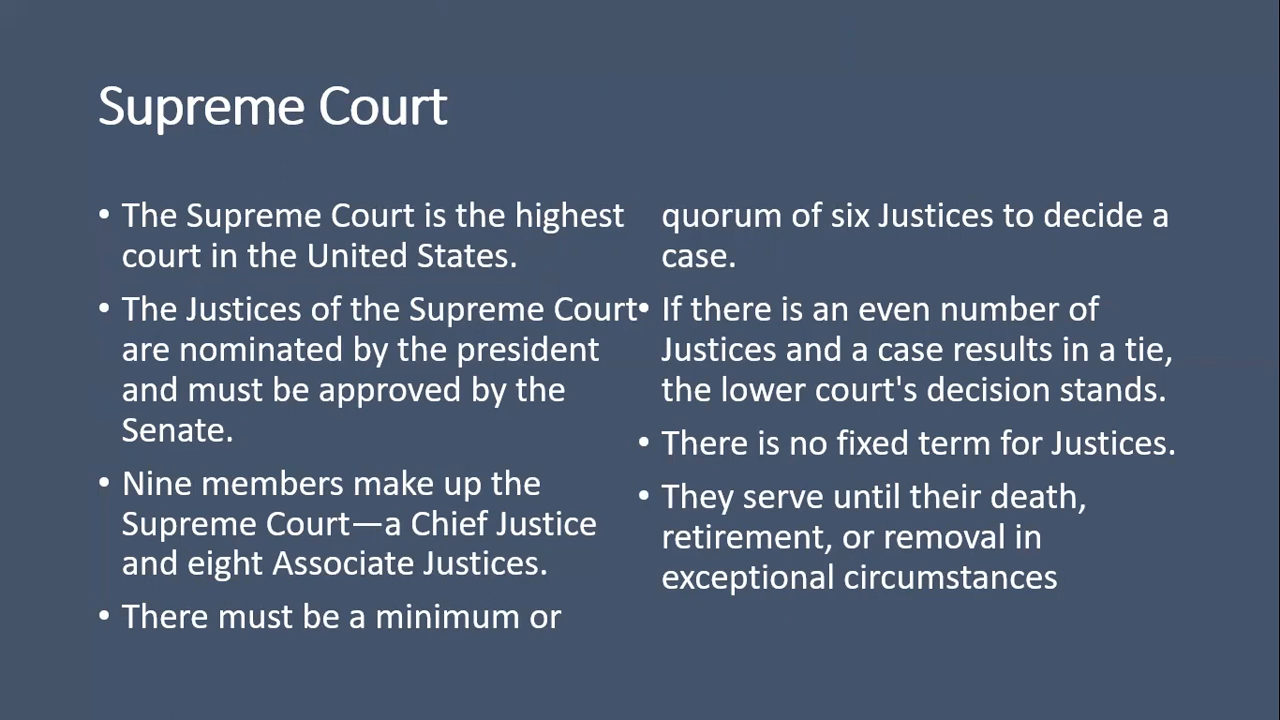 Supreme Court
• The Supreme Court is the highest
court in the United States.
• The Justices of the Supreme Court
are nominated by the president
and must be approved by the
Senate.
• Nine members make up the
Supreme Court—a Chief Justice
and eight Associate Justices.
• There must be a minimum or
quorum of six Justices to decide a
case.
• If there is an even number of
Justices and a case results in a tie,
the lower court's decision stands.
• There is no fixed term for Justices.
• They serve until their death,
retirement, or removal in
exceptional circumstances